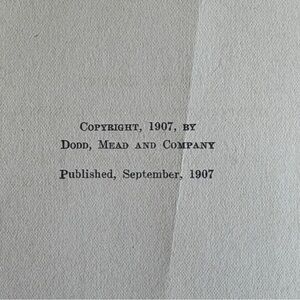 Copyright, 1907, by
Dodd, Mead and Company
Published, September, 1907